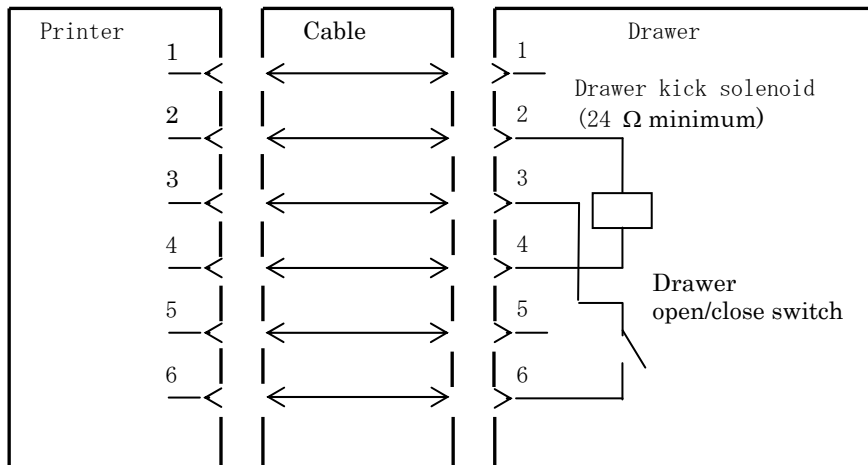 Printer
Cable
Drawer
1
1
Drawer kick solenoid
(24 Ω minimum)
2
2
3
3
4
4
Drawer
open/close switch
5
5
6
6